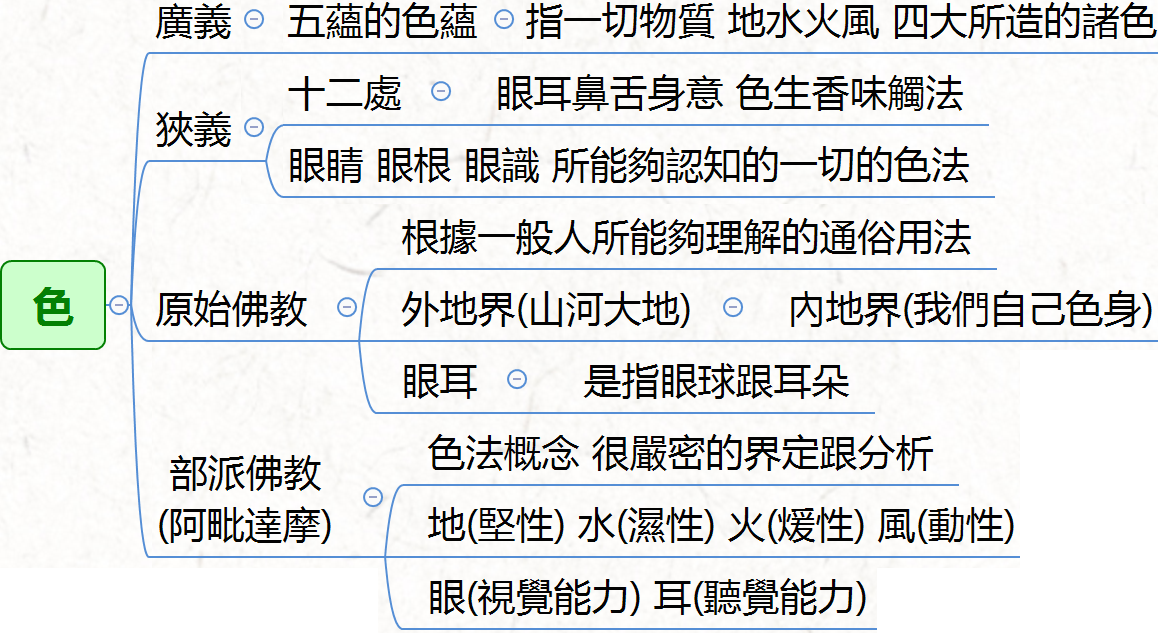 廣義 五蘊的色蘊 指一切物質 地水火風 四大所造的諸色
狹義
十二處 眼耳鼻舌身意 色生香味觸法
眼睛 眼根 眼識 所能夠認知的一切的色法
色
原始佛教
根據一般人所能夠理解的通俗用法
外地界(山河大地) 內地界(我們自己色身)
眼耳 是指眼球跟耳朵
部派佛教
(阿毗達摩)
色法概念 很嚴密的界定跟分析
地(堅性) 水(濕性) 火(煖性) 風(動性)
眼(視覺能力) 耳(聽覺能力)